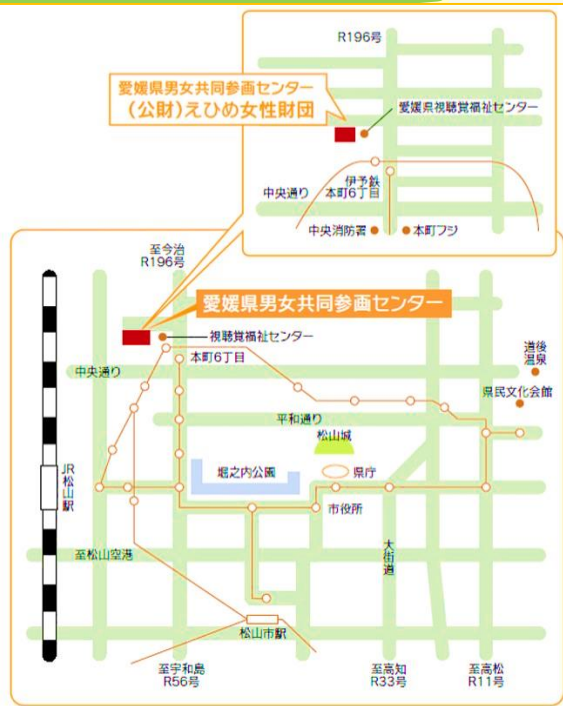 R196号
愛媛県男女共同参画センター
(公財)えひめ女性財団
愛媛県視聴覚福祉センター
伊予鉄
本町6丁目
中央通り
中央消防署
本町フジ
至今治
R196号
愛媛県男女共同参画センター
視聴覚福祉センター
本町6丁目
中央通り
道後
温泉
県民文化会館
平和通り
松山城
堀之内公園
県庁
JR松山駅
市役所
大街道
至松山空港
松山市駅
至宇和島
R56号
至高知
R33号
至高松
R11号